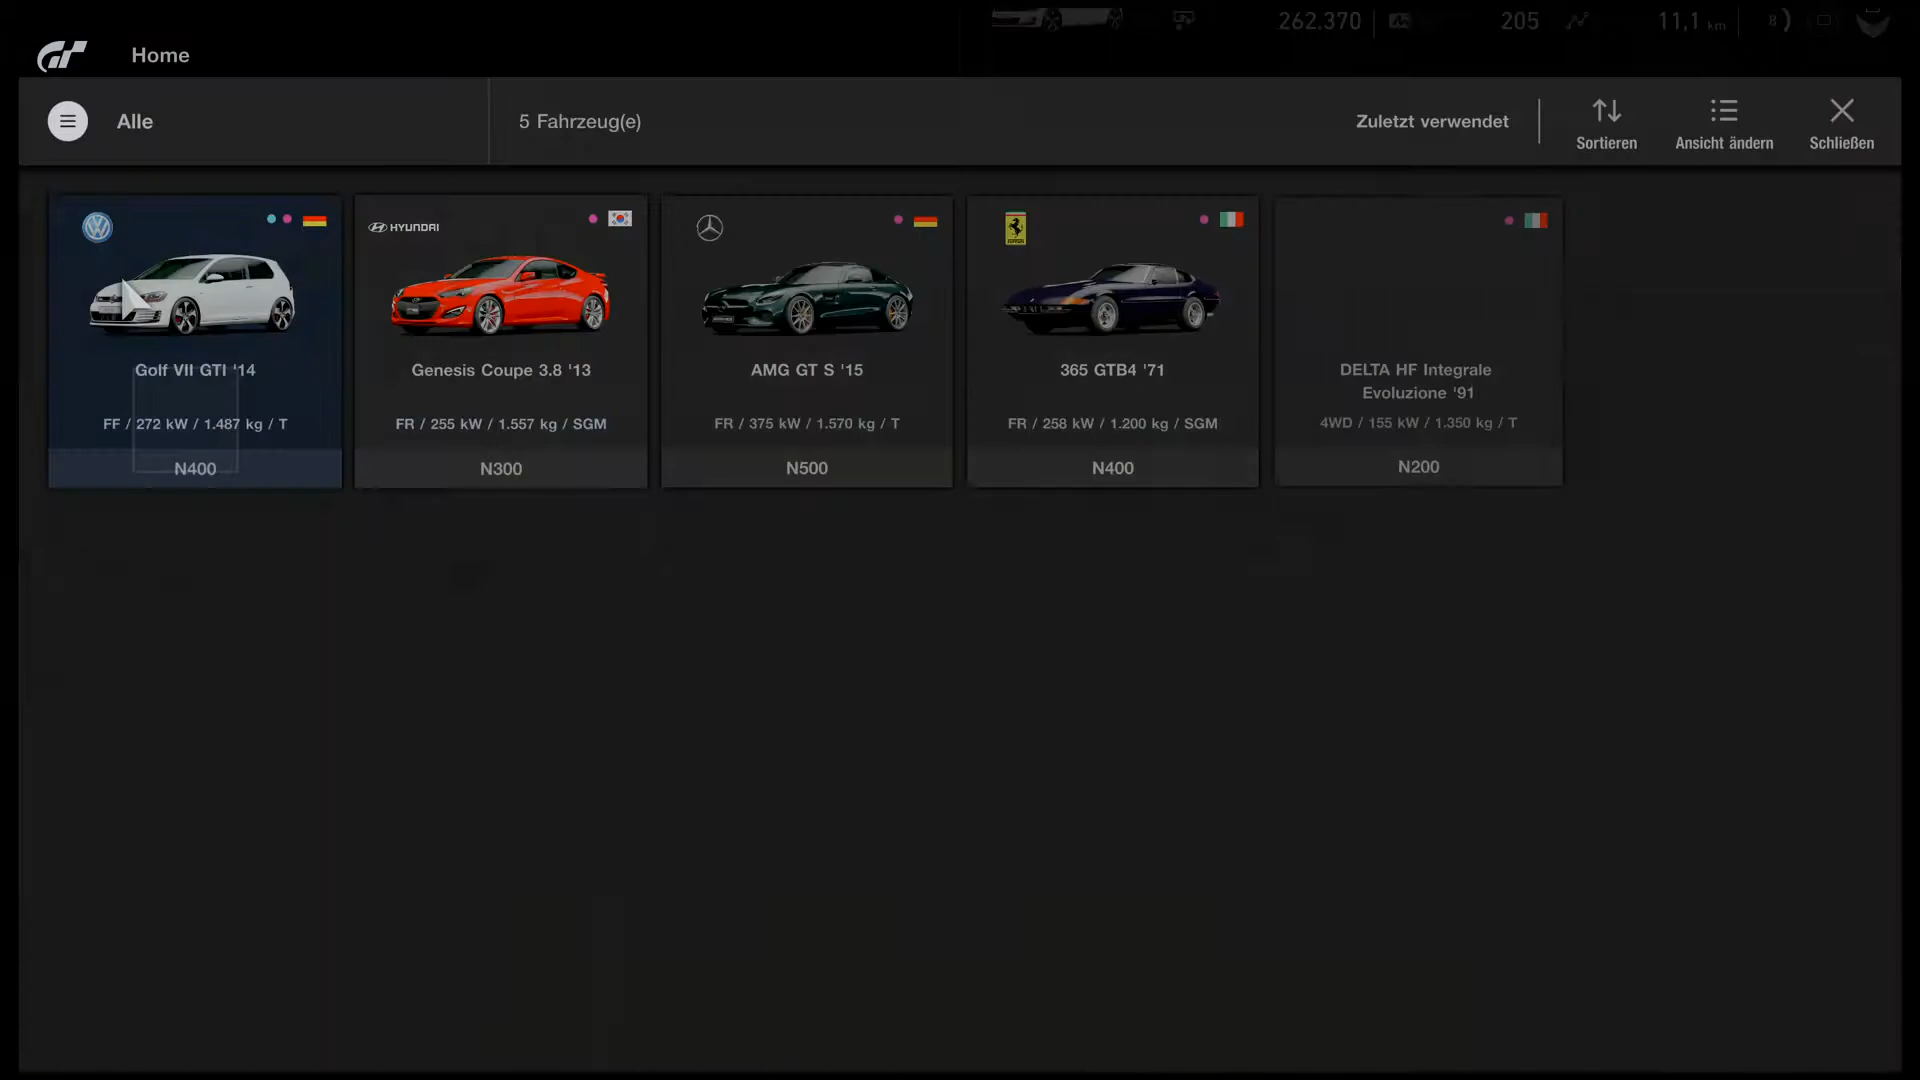 262.370
205
11,1 km
8
Home
Alle
5 Fahrzeug(e)
Zuletzt verwendet
Sortieren
Ansicht ändern
Schließen
Golf VII GTI '14
FF / 272 kW / 1.487 kg / T
N400
HYUNDAI
Genesis Coupe 3.8 '13
FR / 255 kW / 1.557 kg / SGM
N300
AMG GT S '15
FR / 375 kW / 1.570 kg / T
N500
365 GTB4 '71
FR / 258 kW / 1.200 kg / SGM
N400
DELTA HF Integrale
Evoluzione '91
4WD / 155 kW / 1.350 kg / T
N200